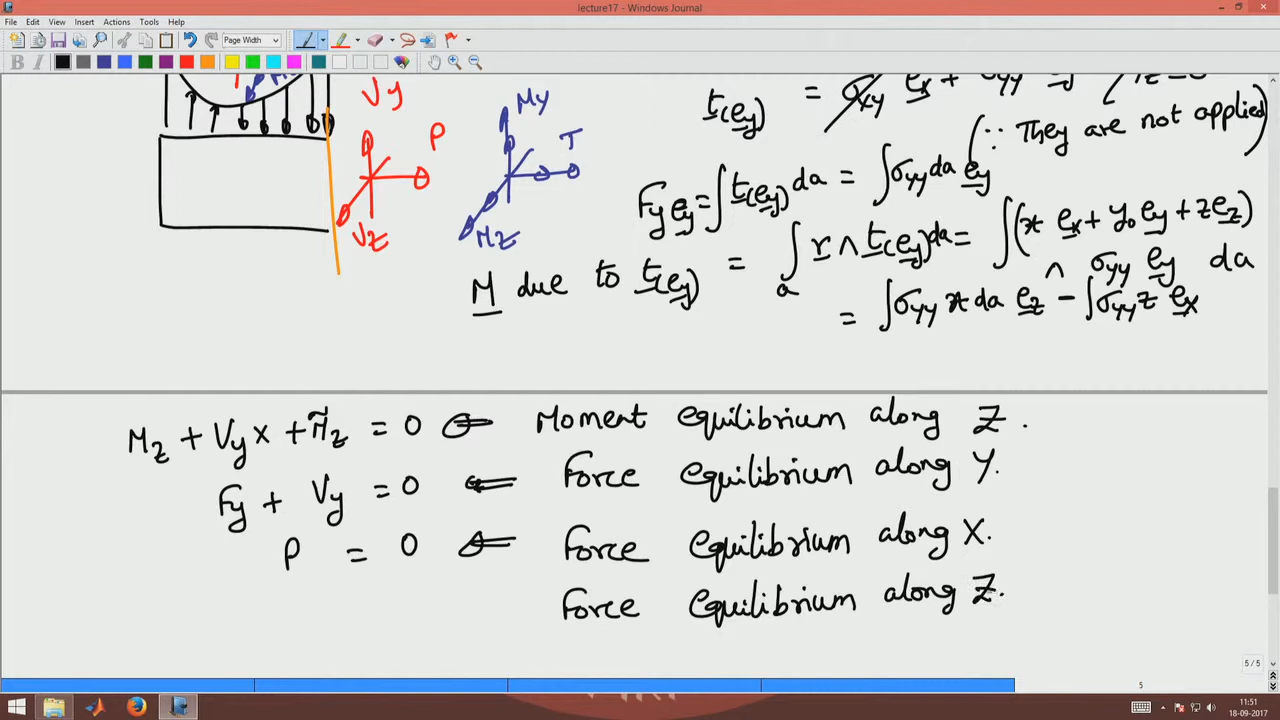 lecture17 - Windows Journal
File Edit View Insert Actions Tools Help
Page Width
B I
Vy
P
Vz
My
T
Mz
t(ey) = σxy ex +
(∵ They are not applied)
Fy ey = ∫ t(ey) da = ∫ σyy da ey
M due to t(ey) = ∫a r ∧ t(ey) da = ∫ (x ex + y0 ey + z ez)
∧ σyy ey da
= ∫ σyy x da ez - ∫ σyy z ex
Mz + Vy x + M̃z = 0 ⇐ Moment equilibrium along Z.
Fy + Vy = 0 ⇐ Force equilibrium along Y.
P = 0 ⇐ Force equilibrium along X.
Force equilibrium along Z.
5 / 5
5
11:51
18-09-2017